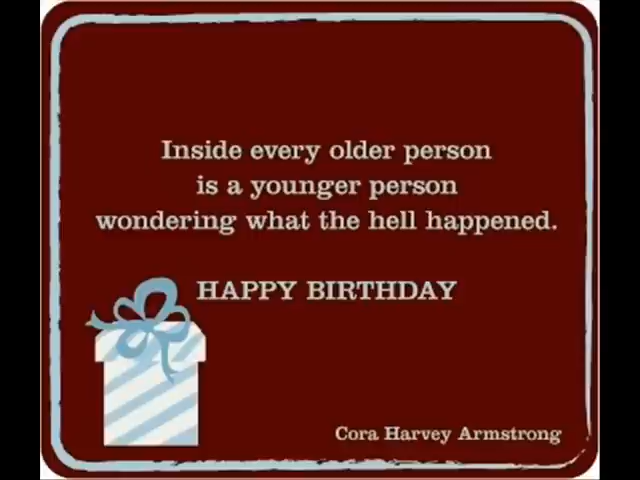 Inside every older person
is a younger person
wondering what the hell happened.
HAPPY BIRTHDAY
Cora Harvey Armstrong